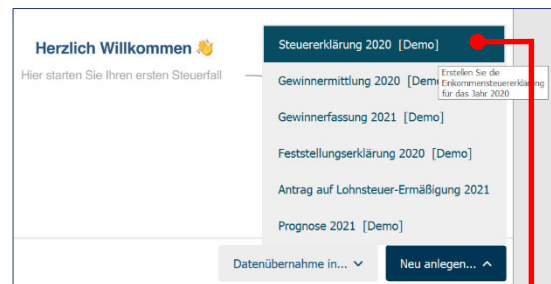 Herzlich Willkommen 👋
Hier starten Sie Ihren ersten Steuerfall
Steuererklärung 2020 [Demo]
Erstellen Sie die
Einkommensteuererklärung
für das Jahr 2020
Gewinnermittlung 2020 [Dem
Gewinnerfassung 2021 [Demo]
Feststellungserklärung 2020 [Demo]
Antrag auf Lohnsteuer-Ermäßigung 2021
Prognose 2021 [Demo]
Datenübernahme in...
Neu anlegen...